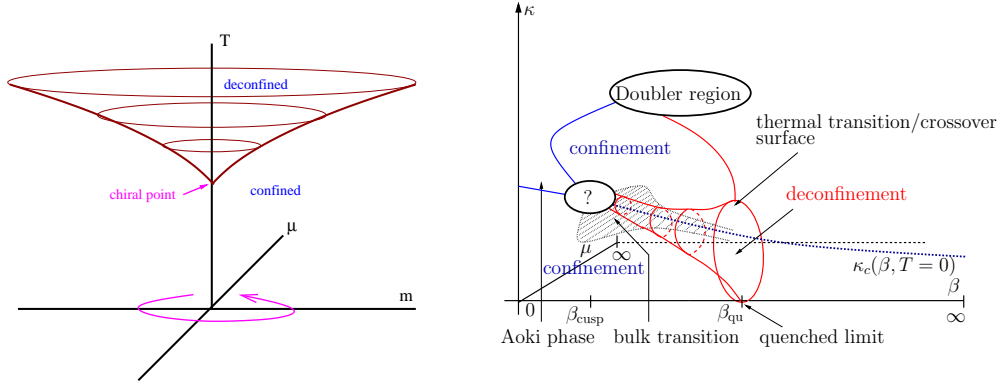 T
deconfined
chiral point
confined
μ
m
κ
Doubler region
thermal transition/crossover
surface
confinement
deconfinement
?
μ
∞
confinement
κc(β, T = 0)
β
0
βcusp
βqu
∞
Aoki phase
bulk transition
quenched limit